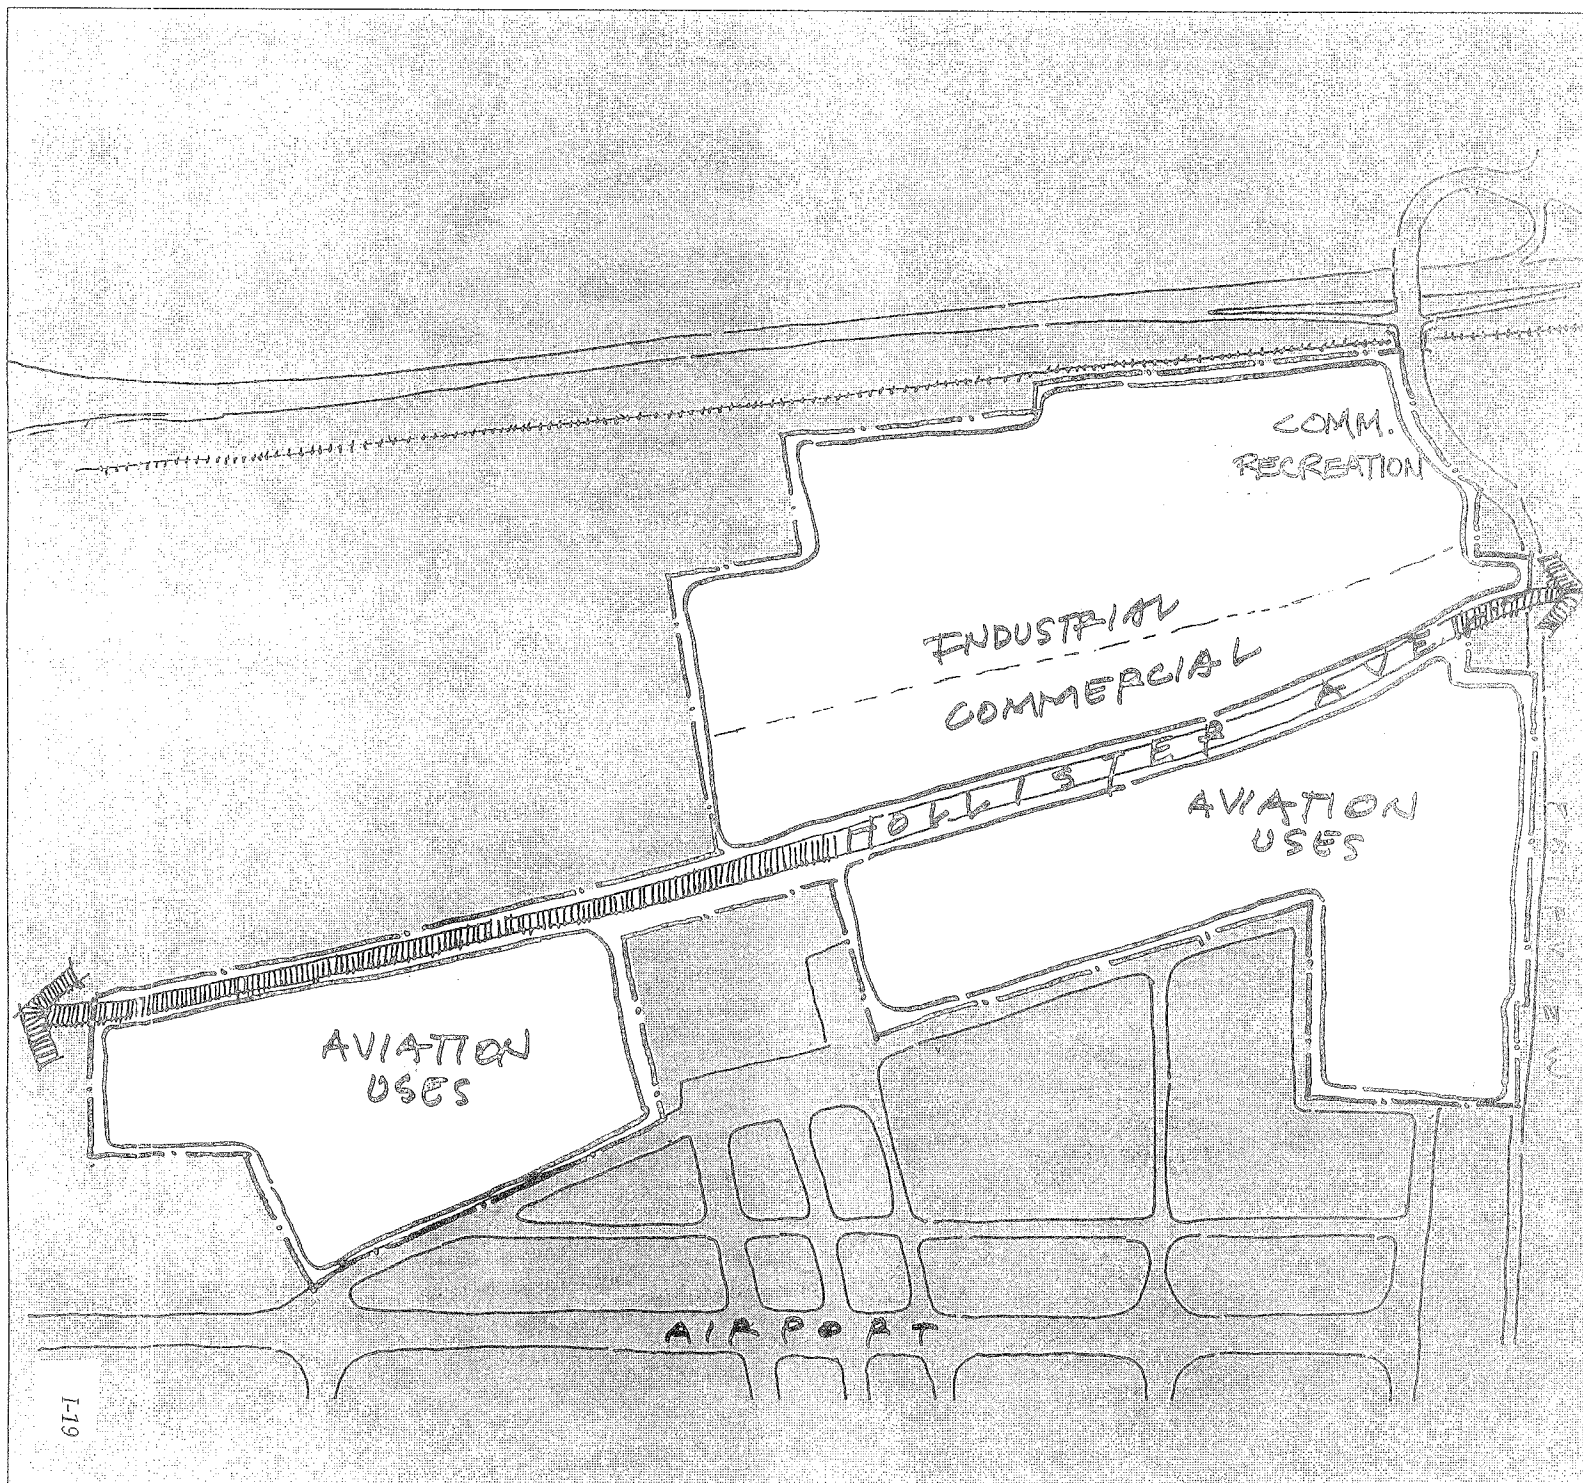 COMM.
RECREATION
INDUSTRIAL
COMMERCIAL
HOLLISTER AVE
AVIATION
USES
AVIATION
USES
AIRPORT
I-19